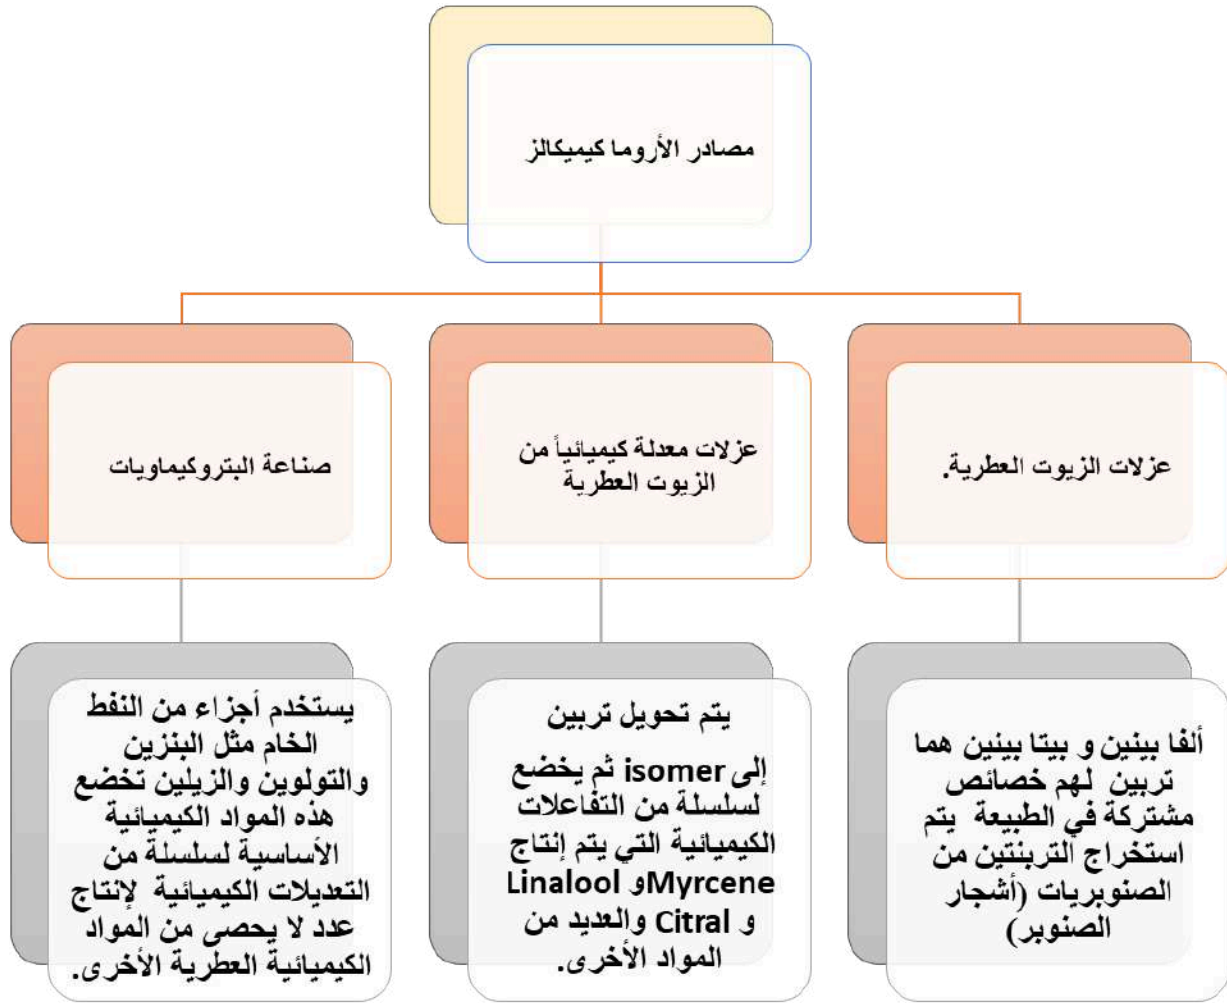 مصادر الأروما كيميكالز
عزلات الزيوت العطرية.
عزلات معدلة كيميائياً من
الزيوت العطرية
صناعة البتروكيماويات
ألفا بينين و بيتا بينين هما
تربين لهم خصائص
مشتركة في الطبيعة يتم
استخراج التربنتين من
الصنوبريات (أشجار
الصنوبر)
يتم تحويل تربين
إلى isomer ثم يخضع
لسلسلة من التفاعلات
الكيميائية التي يتم إنتاج
Myrceneو Linalool
و Citral والعديد من
المواد الأخرى.
يستخدم أجزاء من النفط
الخام مثل البنزين
والتولوين والزيلين تخضع
هذه المواد الكيميائية
الأساسية لسلسلة من
التعديلات الكيميائية لإنتاج
عدد لا يحصى من المواد
الكيميائية العطرية الأخرى.